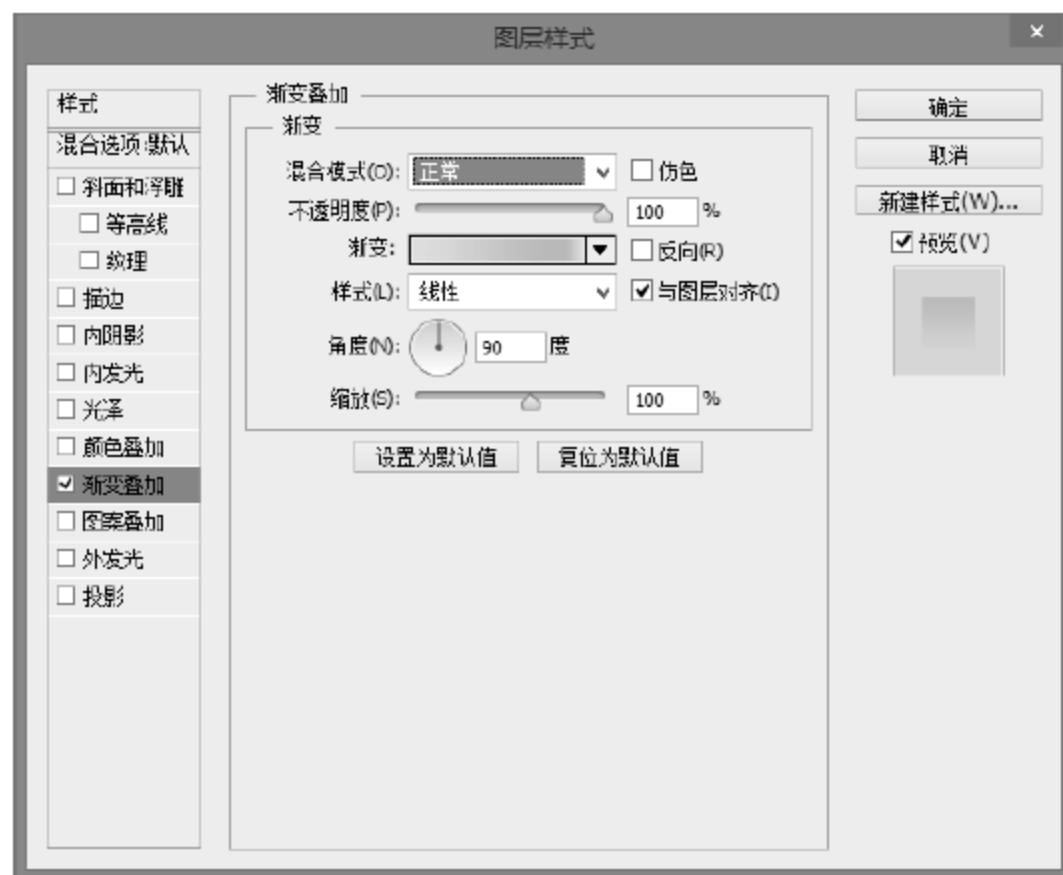 图层样式
样式
混合选项:默认
斜面和浮雕
等高线
纹理
描边
内阴影
内发光
光泽
颜色叠加
渐变叠加
图案叠加
外发光
投影
渐变叠加
渐变
混合模式(O): 正常 仿色
不透明度(P): 100 %
渐变: 反向(R)
样式(L): 线性 与图层对齐(I)
角度(N): 90 度
缩放(S): 100 %
设置为默认值 复位为默认值
确定
取消
新建样式(W)...
预览(V)